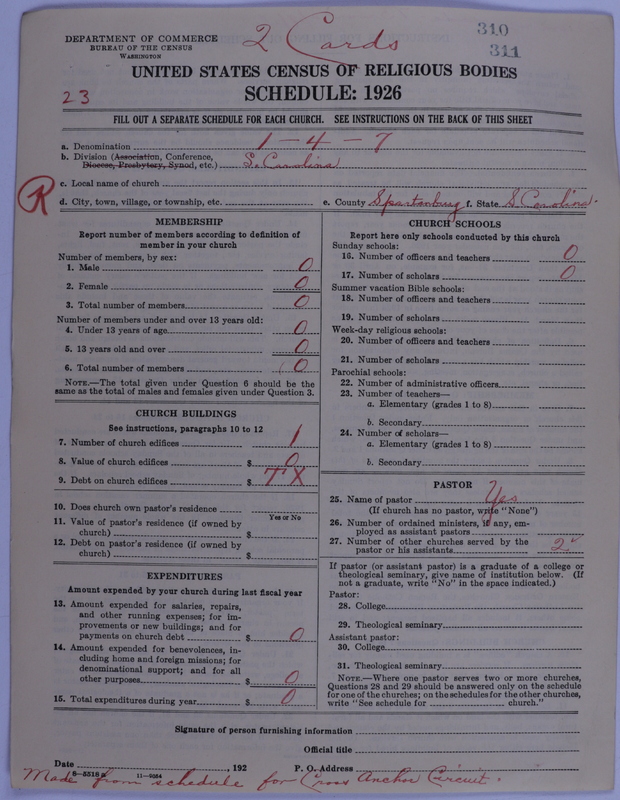 DEPARTMENT OF COMMERCE
BUREAU OF THE CENSUS
WASHINGTON
2 Cards
310
311
UNITED STATES CENSUS OF RELIGIOUS BODIES
SCHEDULE: 1926
23
FILL OUT A SEPARATE SCHEDULE FOR EACH CHURCH. SEE INSTRUCTIONS ON THE BACK OF THIS SHEET
a. Denomination 1-4-7
b. Division (Association, Conference, Diocese, Presbytery, Synod, etc.) S. Carolina
c. Local name of church
R
d. City, town, village, or township, etc. e. County Spartanburg f. State S. Carolina.
MEMBERSHIP
Report number of members according to definition of
member in your church
Number of members, by sex:
1. Male 0
2. Female 0
3. Total number of members 0
Number of members under and over 13 years old:
4. Under 13 years of age 0
5. 13 years old and over 0
6. Total number of members 0
NOTE.—The total given under Question 6 should be the
same as the total of males and females given under Question 3.
CHURCH BUILDINGS
See instructions, paragraphs 10 to 12
7. Number of church edifices 1
8. Value of church edifices $ 0
9. Debt on church edifices $ TX
10. Does church own pastor's residence
Yes or No
11. Value of pastor's residence (if owned by
church) $
12. Debt on pastor's residence (if owned by
church) $
EXPENDITURES
Amount expended by your church during last fiscal year
13. Amount expended for salaries, repairs,
and other running expenses; for im-
provements or new buildings; and for
payments on church debt $ 0
14. Amount expended for benevolences, in-
cluding home and foreign missions; for
denominational support; and for all
other purposes $ 0
15. Total expenditures during year $ 0
CHURCH SCHOOLS
Report here only schools conducted by this church
Sunday schools:
16. Number of officers and teachers 0
17. Number of scholars 0
Summer vacation Bible schools:
18. Number of officers and teachers
19. Number of scholars
Week-day religious schools:
20. Number of officers and teachers
21. Number of scholars
Parochial schools:
22. Number of administrative officers
23. Number of teachers—
a. Elementary (grades 1 to 8)
b. Secondary
24. Number of scholars—
a. Elementary (grades 1 to 8)
b. Secondary
PASTOR
25. Name of pastor Yes
(If church has no pastor, write "None")
26. Number of ordained ministers, if any, em-
ployed as assistant pastors
27. Number of other churches served by the
pastor or his assistants 2
If pastor (or assistant pastor) is a graduate of a college or
theological seminary, give name of institution below. (If
not a graduate, write "No" in the space indicated.)
Pastor:
28. College
29. Theological seminary
Assistant pastor:
30. College
31. Theological seminary
NOTE.—Where one pastor serves two or more churches,
Questions 28 and 29 should be answered only on the schedule
for one of the churches; on the schedules for the other churches,
write "See schedule for church."
Signature of person furnishing information
Official title
Date , 192 P. O. Address
8-5518a 11-9054
Made from schedule for Cross Anchor Circuit.